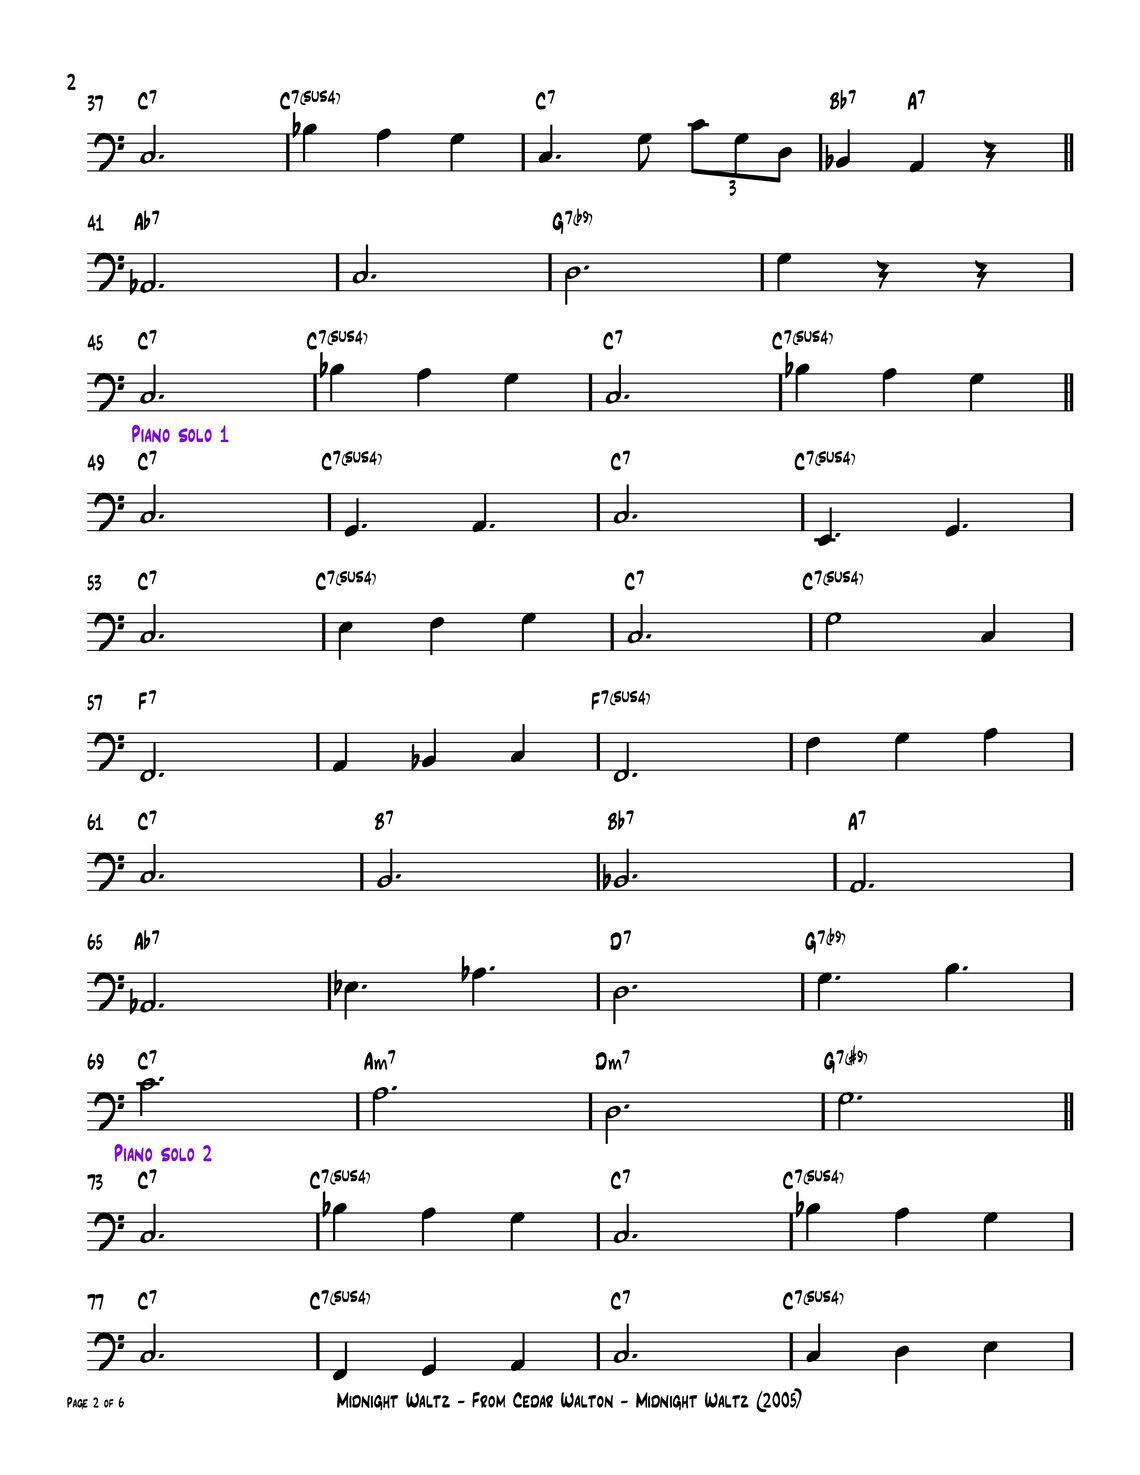 2
37 C7 C7(sus4) C7 Bb7 A7
3
41 Ab7 G7(b9)
45 C7 C7(sus4) C7 C7(sus4)
Piano solo 1
49 C7 C7(sus4) C7 C7(sus4)
53 C7 C7(sus4) C7 C7(sus4)
57 F7 F7(sus4)
61 C7 B7 Bb7 A7
65 Ab7 D7 G7(b9)
69 C7 Am7 Dm7 G7(#9)
Piano solo 2
73 C7 C7(sus4) C7 C7(sus4)
77 C7 C7(sus4) C7 C7(sus4)
Page 2 of 6 Midnight Waltz - From Cedar Walton - Midnight Waltz (2005)